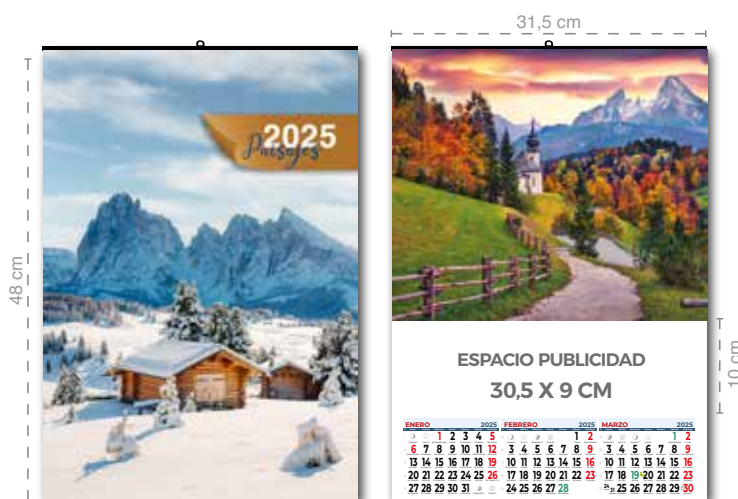 31,5 cm
48 cm
2025
Paisajes
ESPACIO PUBLICIDAD
30,5 X 9 CM
10 cm
ENERO 2025 FEBRERO 2025 MARZO 2025
1 2 3 4 5 1 2 1 2
6 7 8 9 10 11 12 3 4 5 6 7 8 9 3 4 5 6 7 8 9
13 14 15 16 17 18 19 10 11 12 13 14 15 16 10 11 12 13 14 15 16
20 21 22 23 24 25 26 17 18 19 20 21 22 23 17 18 19 20 21 22 23
27 28 29 30 31 24 25 26 27 28 24 31 25 26 27 28 29 30